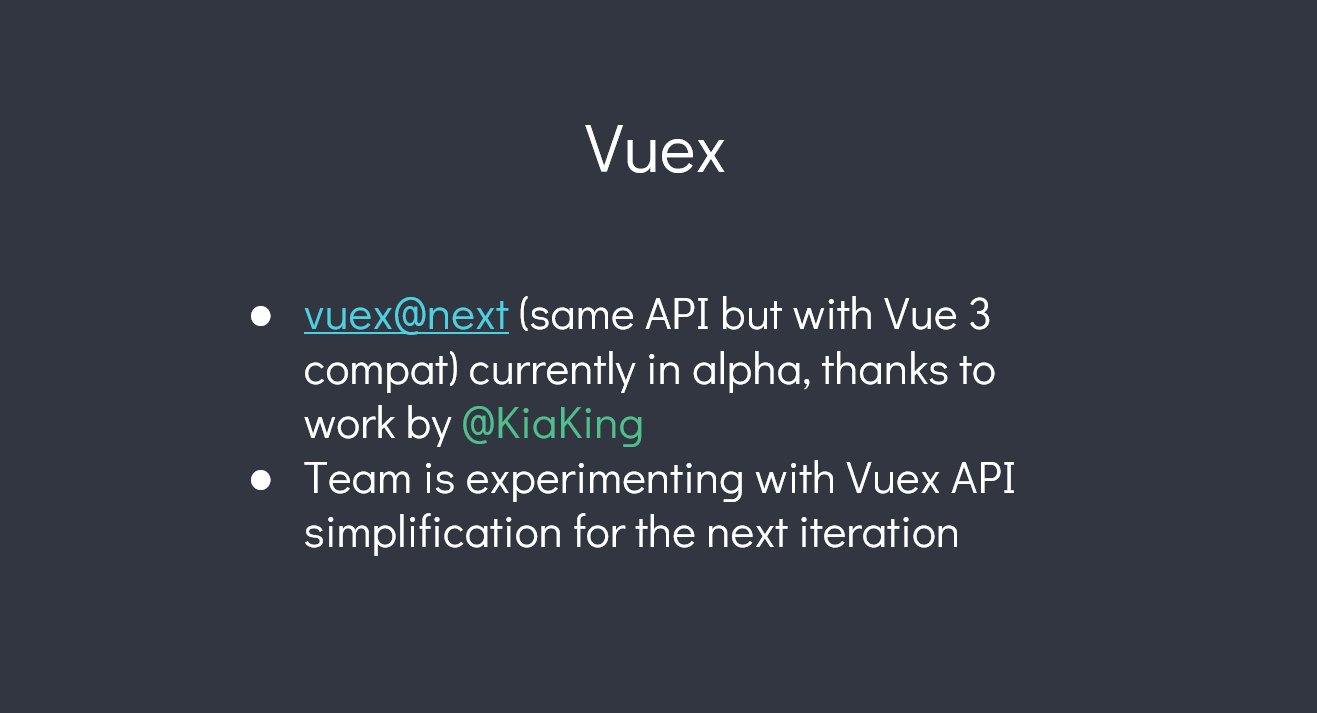 Vuex
● vuex@next (same API but with Vue 3
compat) currently in alpha, thanks to
work by @KiaKing
● Team is experimenting with Vuex API
simplification for the next iteration